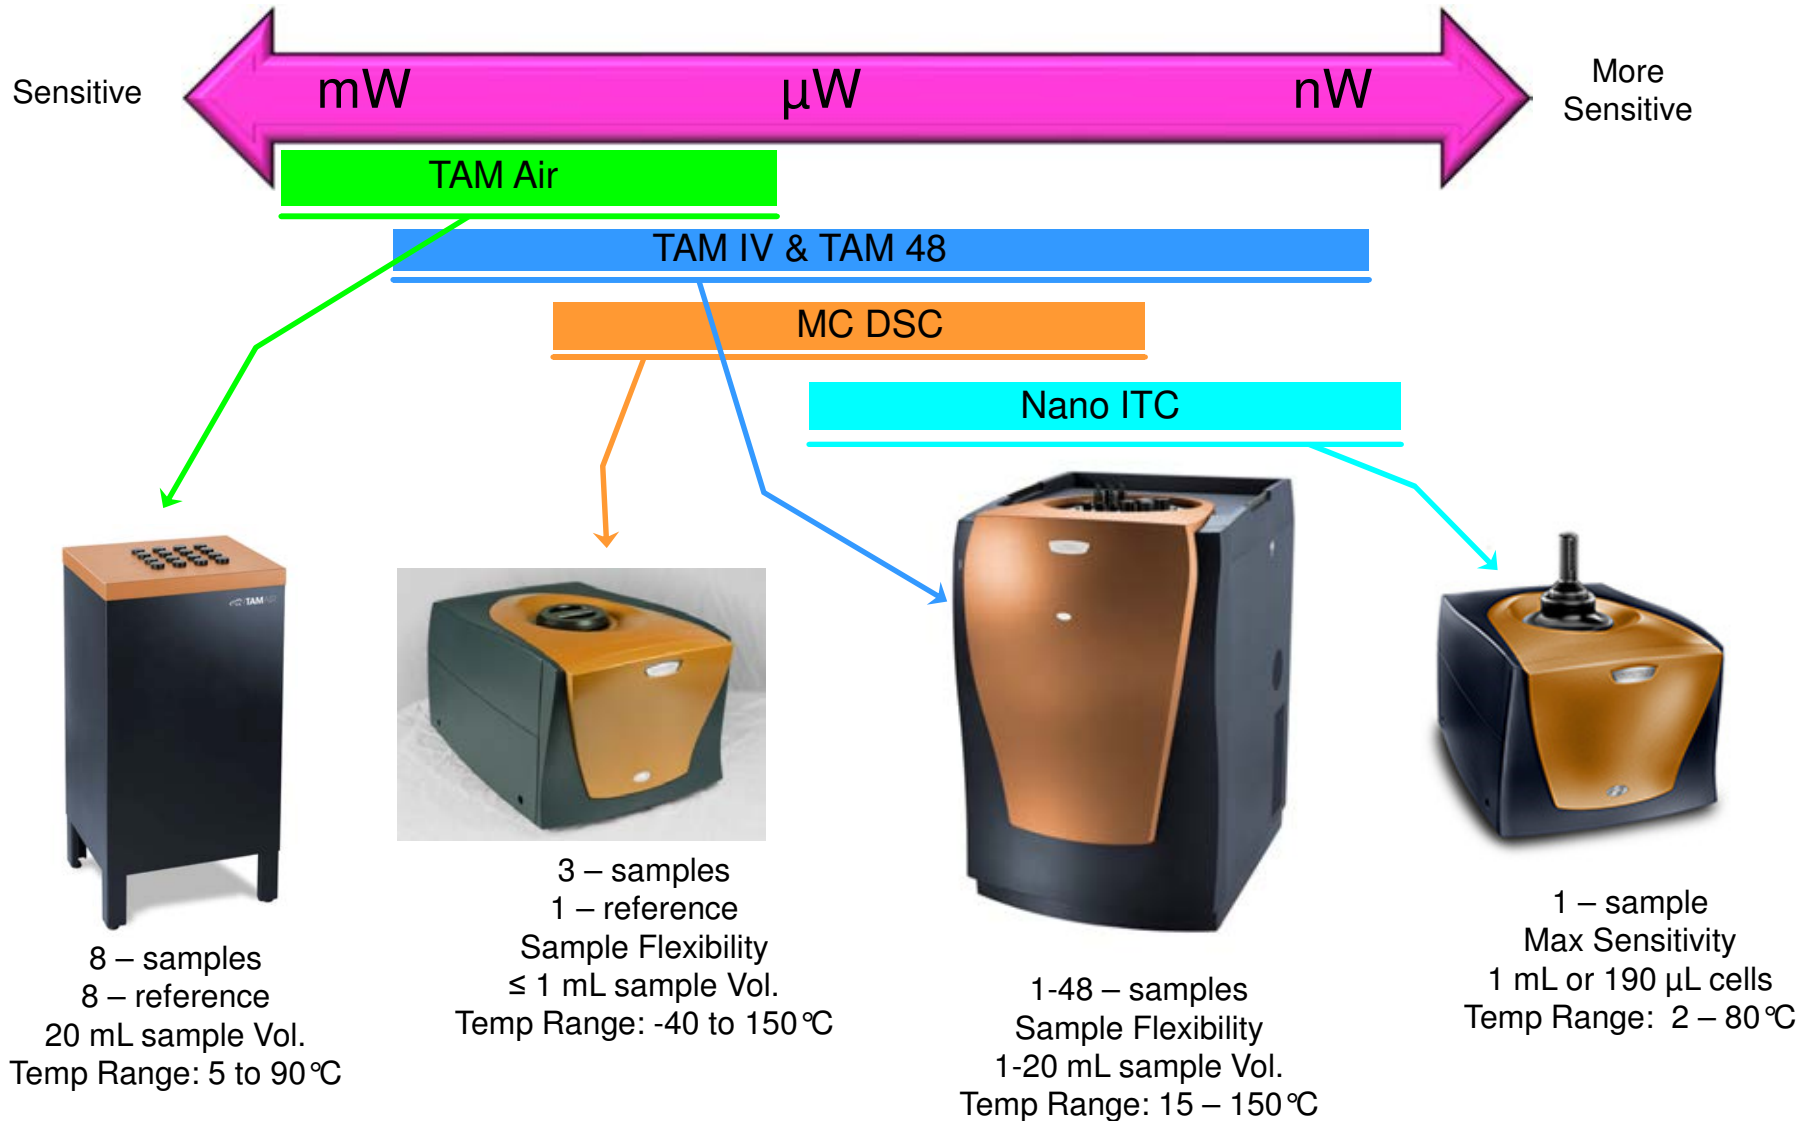 Sensitive
mW
µW
nW
More
Sensitive
TAM Air
TAM IV & TAM 48
MC DSC
Nano ITC
TAM AIR
8 – samples
8 – reference
20 mL sample Vol.
Temp Range: 5 to 90°C
3 – samples
1 – reference
Sample Flexibility
≤ 1 mL sample Vol.
Temp Range: -40 to 150°C
1-48 – samples
Sample Flexibility
1-20 mL sample Vol.
Temp Range: 15 – 150°C
1 – sample
Max Sensitivity
1 mL or 190 µL cells
Temp Range: 2 – 80°C